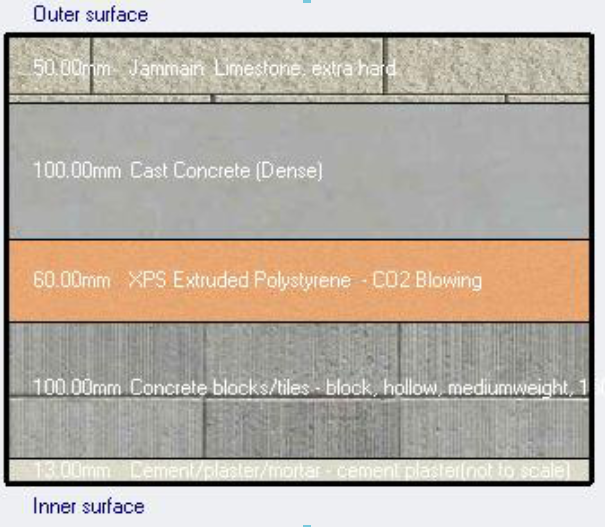 Outer surface
50.00mm Jammain Limestone, extra hard
100.00mm Cast Concrete (Dense)
60.00mm XPS Extruded Polystyrene - CO2 Blowing
100.00mm Concrete blocks/tiles - block, hollow, mediumweight, 1
13.00mm Cement/plaster/mortar - cement plaster(not to scale)
Inner surface